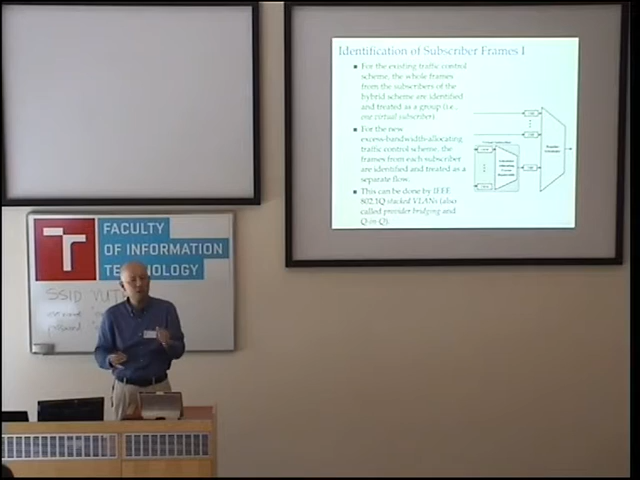 Identification of Subscriber Frames I
For the existing traffic control
scheme, the whole frames
from the subscribers of the
hybrid scheme are identified
and treated as a group (i.e.,
one virtual subscriber).
For the new
excess-bandwidth-allocating
traffic control scheme, the
frames from each subscriber
are identified and treated as a
separate flow.
This can be done by IEEE
802.1Q stacked VLANs (also
called provider bridging and
Q-in-Q).
FACULTY
OF INFORMATION
TECHNOLOGY
SSID